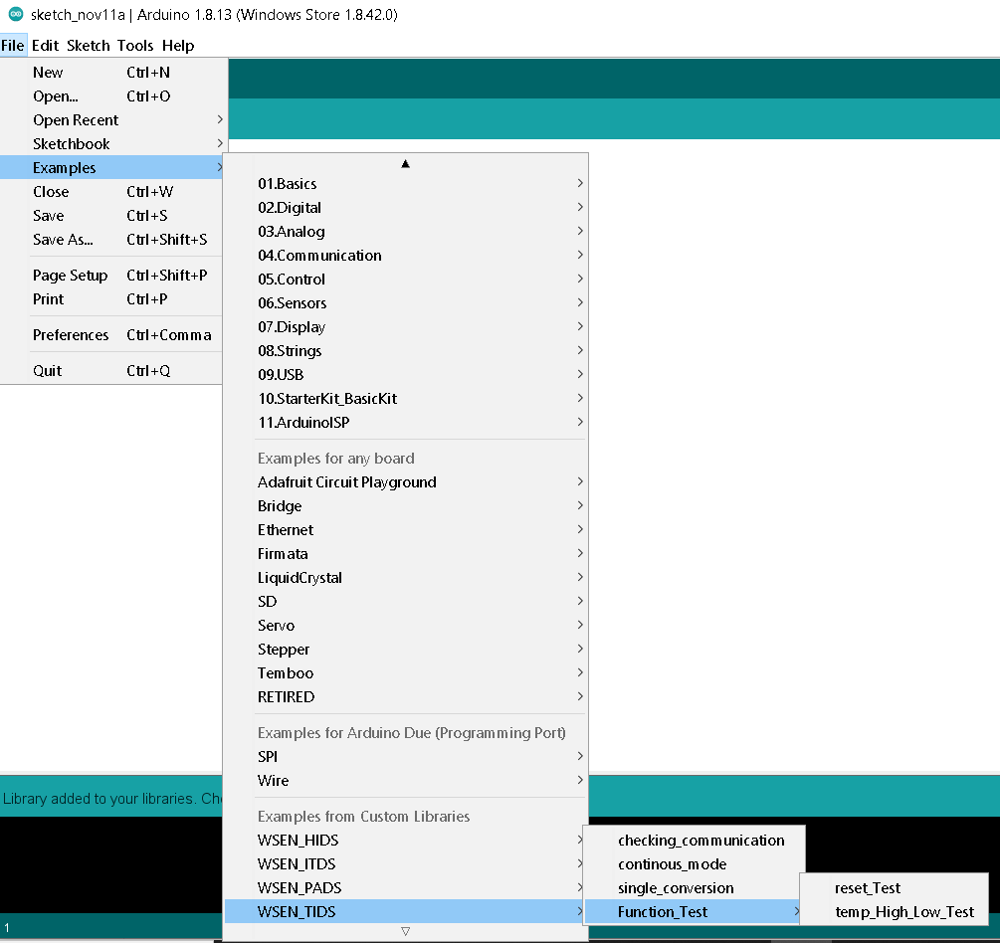 sketch_nov11a | Arduino 1.8.13 (Windows Store 1.8.42.0)
File Edit Sketch Tools Help
New Ctrl+N
Open... Ctrl+O
Open Recent
Sketchbook
Examples
Close Ctrl+W
Save Ctrl+S
Save As... Ctrl+Shift+S
Page Setup Ctrl+Shift+P
Print Ctrl+P
Preferences Ctrl+Comma
Quit Ctrl+Q
01.Basics
02.Digital
03.Analog
04.Communication
05.Control
06.Sensors
07.Display
08.Strings
09.USB
10.StarterKit_BasicKit
11.ArduinoISP
Examples for any board
Adafruit Circuit Playground
Bridge
Ethernet
Firmata
LiquidCrystal
SD
Servo
Stepper
Temboo
RETIRED
Examples for Arduino Due (Programming Port)
SPI
Wire
Examples from Custom Libraries
WSEN_HIDS
WSEN_ITDS
WSEN_PADS
WSEN_TIDS
checking_communication
continous_mode
single_conversion
Function_Test
reset_Test
temp_High_Low_Test
Library added to your libraries. Ch
1